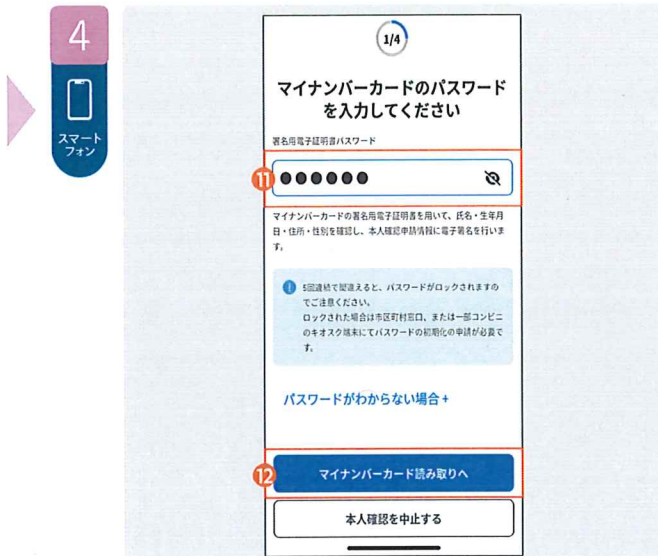 4
スマート
フォン
1/4
マイナンバーカードのパスワード
を入力してください
署名用電子証明書パスワード
⑪
●●●●●●
マイナンバーカードの署名用電子証明書を用いて、氏名・生年月
日・住所・性別を確認し、本人確認申請情報に電子署名を行いま
す。
5回連続で間違えると、パスワードがロックされますの
でご注意ください。
ロックされた場合は市区町村窓口、または一部コンビニ
のキオスク端末にてパスワードの初期化の申請が必要で
す。
パスワードがわからない場合 +
⑫
マイナンバーカード読み取りへ
本人確認を中止する